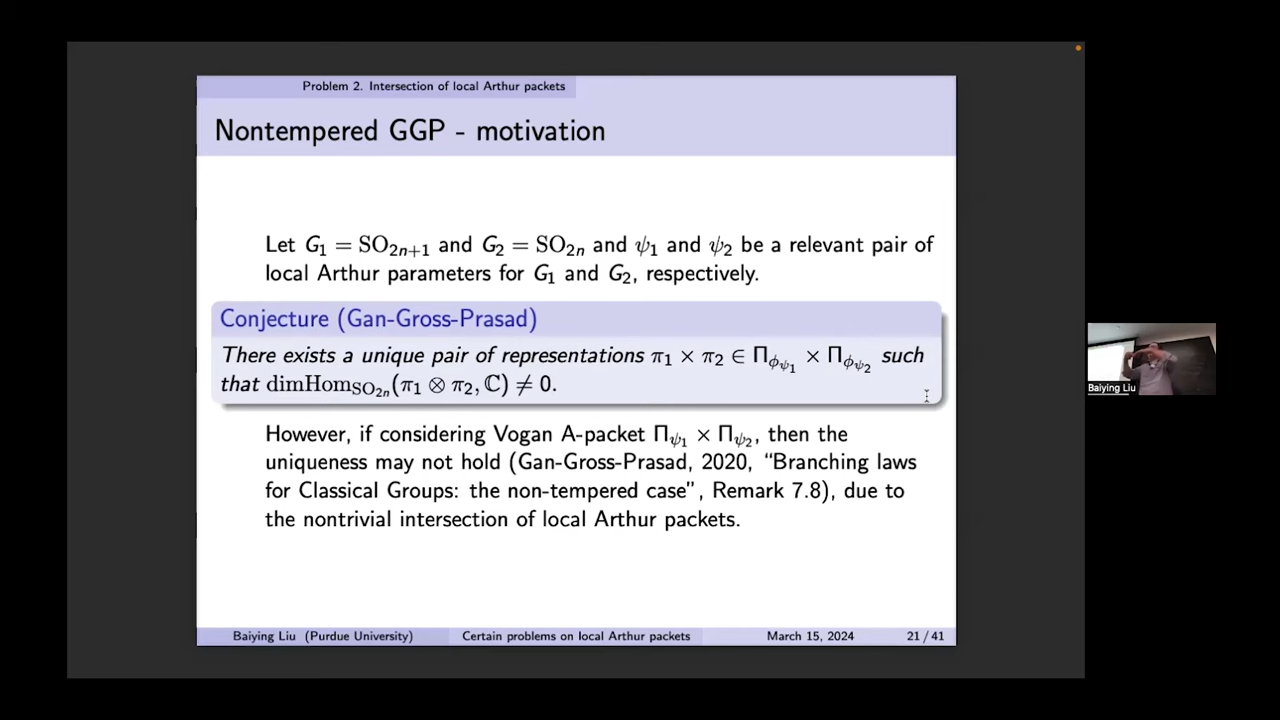 Problem 2. Intersection of local Arthur packets
Nontempered GGP - motivation
Let G₁ = SO₂ₙ₊₁ and G₂ = SO₂ₙ and ψ₁ and ψ₂ be a relevant pair of
local Arthur parameters for G₁ and G₂, respectively.
Conjecture (Gan-Gross-Prasad)
There exists a unique pair of representations π₁ × π₂ ∈ Π_{ϕ_{ψ₁}} × Π_{ϕ_{ψ₂}} such
that dimHom_{SO₂ₙ}(π₁ ⊗ π₂, ℂ) ≠ 0.
However, if considering Vogan A-packet Π_{ψ₁} × Π_{ψ₂}, then the
uniqueness may not hold (Gan-Gross-Prasad, 2020, “Branching laws
for Classical Groups: the non-tempered case”, Remark 7.8), due to
the nontrivial intersection of local Arthur packets.
Baiying Liu (Purdue University) Certain problems on local Arthur packets March 15, 2024 21 / 41
Baiying Liu